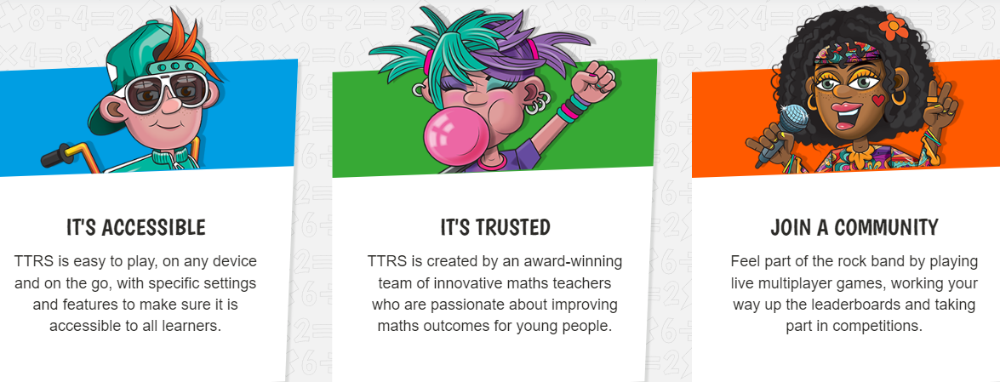 IT'S ACCESSIBLE
TTRS is easy to play, on any device
and on the go, with specific settings
and features to make sure it is
accessible to all learners.
IT'S TRUSTED
TTRS is created by an award-winning
team of innovative maths teachers
who are passionate about improving
maths outcomes for young people.
JOIN A COMMUNITY
Feel part of the rock band by playing
live multiplayer games, working your
way up the leaderboards and taking
part in competitions.